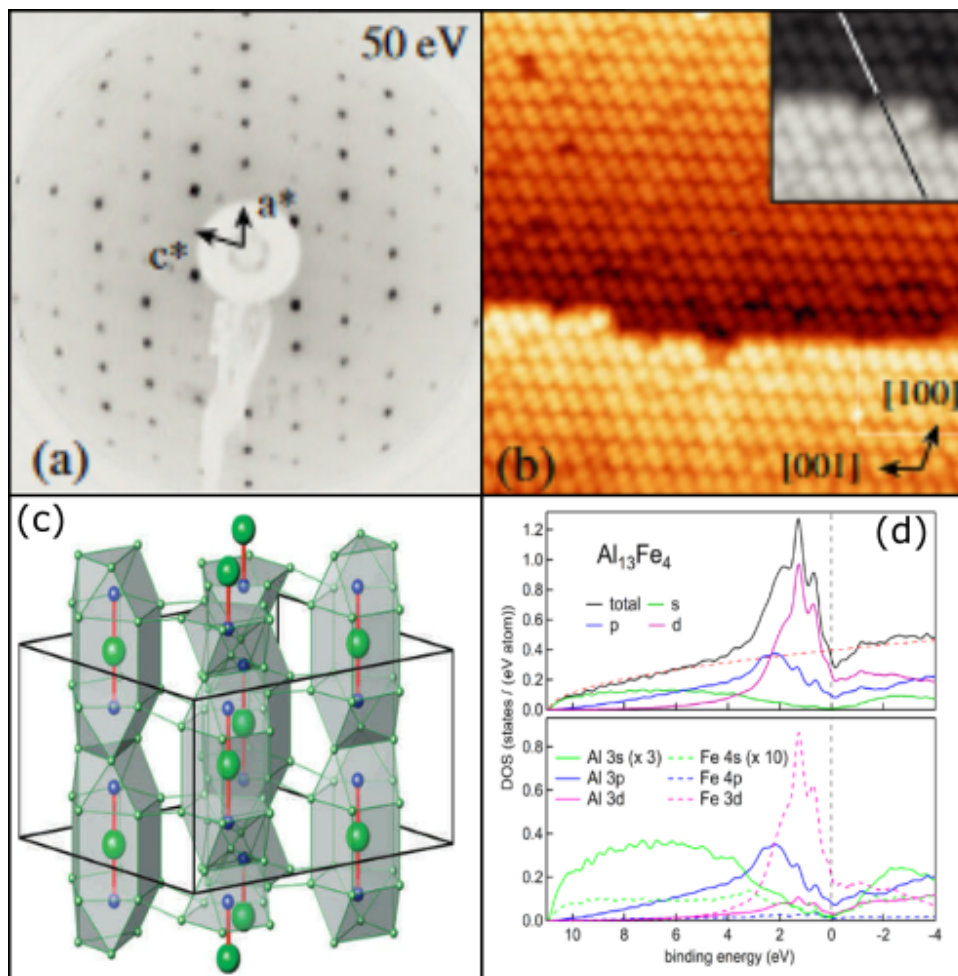 50 eV
a*
c*
(a)
[100]
[001]
(b)
(c)
(d)
Al13Fe4
total
s
p
d
1.2
1.0
0.8
0.6
0.4
0.2
0.0
DOS (states / (eV atom))
Al 3s (x 3)
Fe 4s (x 10)
Al 3p
Fe 4p
Al 3d
Fe 3d
0.8
0.6
0.4
0.2
0.0
10 8 6 4 2 0 -2 -4
binding energy (eV)